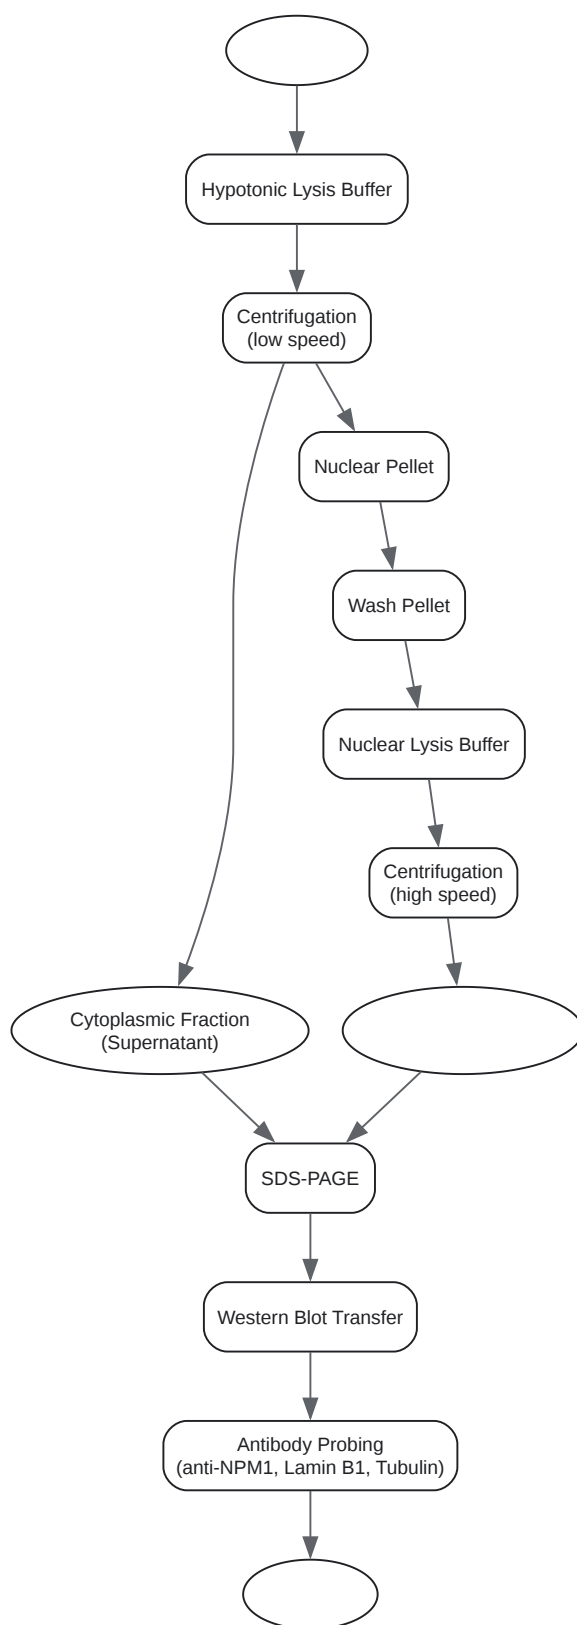 Hypotonic Lysis Buffer
Centrifugation
(low speed)
Nuclear Pellet
Wash Pellet
Nuclear Lysis Buffer
Centrifugation
(high speed)
Cytoplasmic Fraction
(Supernatant)
SDS-PAGE
Western Blot Transfer
Antibody Probing
(anti-NPM1, Lamin B1, Tubulin)